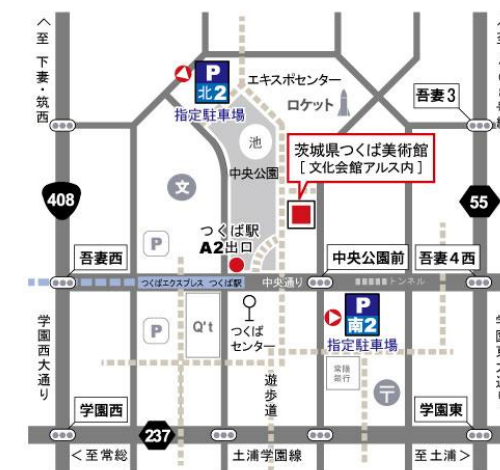 へ至 下妻・筑西
P
北2
指定駐車場
エキスポセンター
ロケット
吾妻3
池
中央公園
茨城県つくば美術館
[ 文化会館アルス内 ]
文
408
55
つくば駅
A2出口
P
吾妻西
中央公園前
吾妻4西
つくばエクスプレス つくば駅
中央通り
トンネル
P
南2
指定駐車場
P
Q't
つくば
センター
常陽
銀行
〒
学園西大通り
遊歩道
学園西
学園東
237
<至常総
土浦学園線
至土浦>